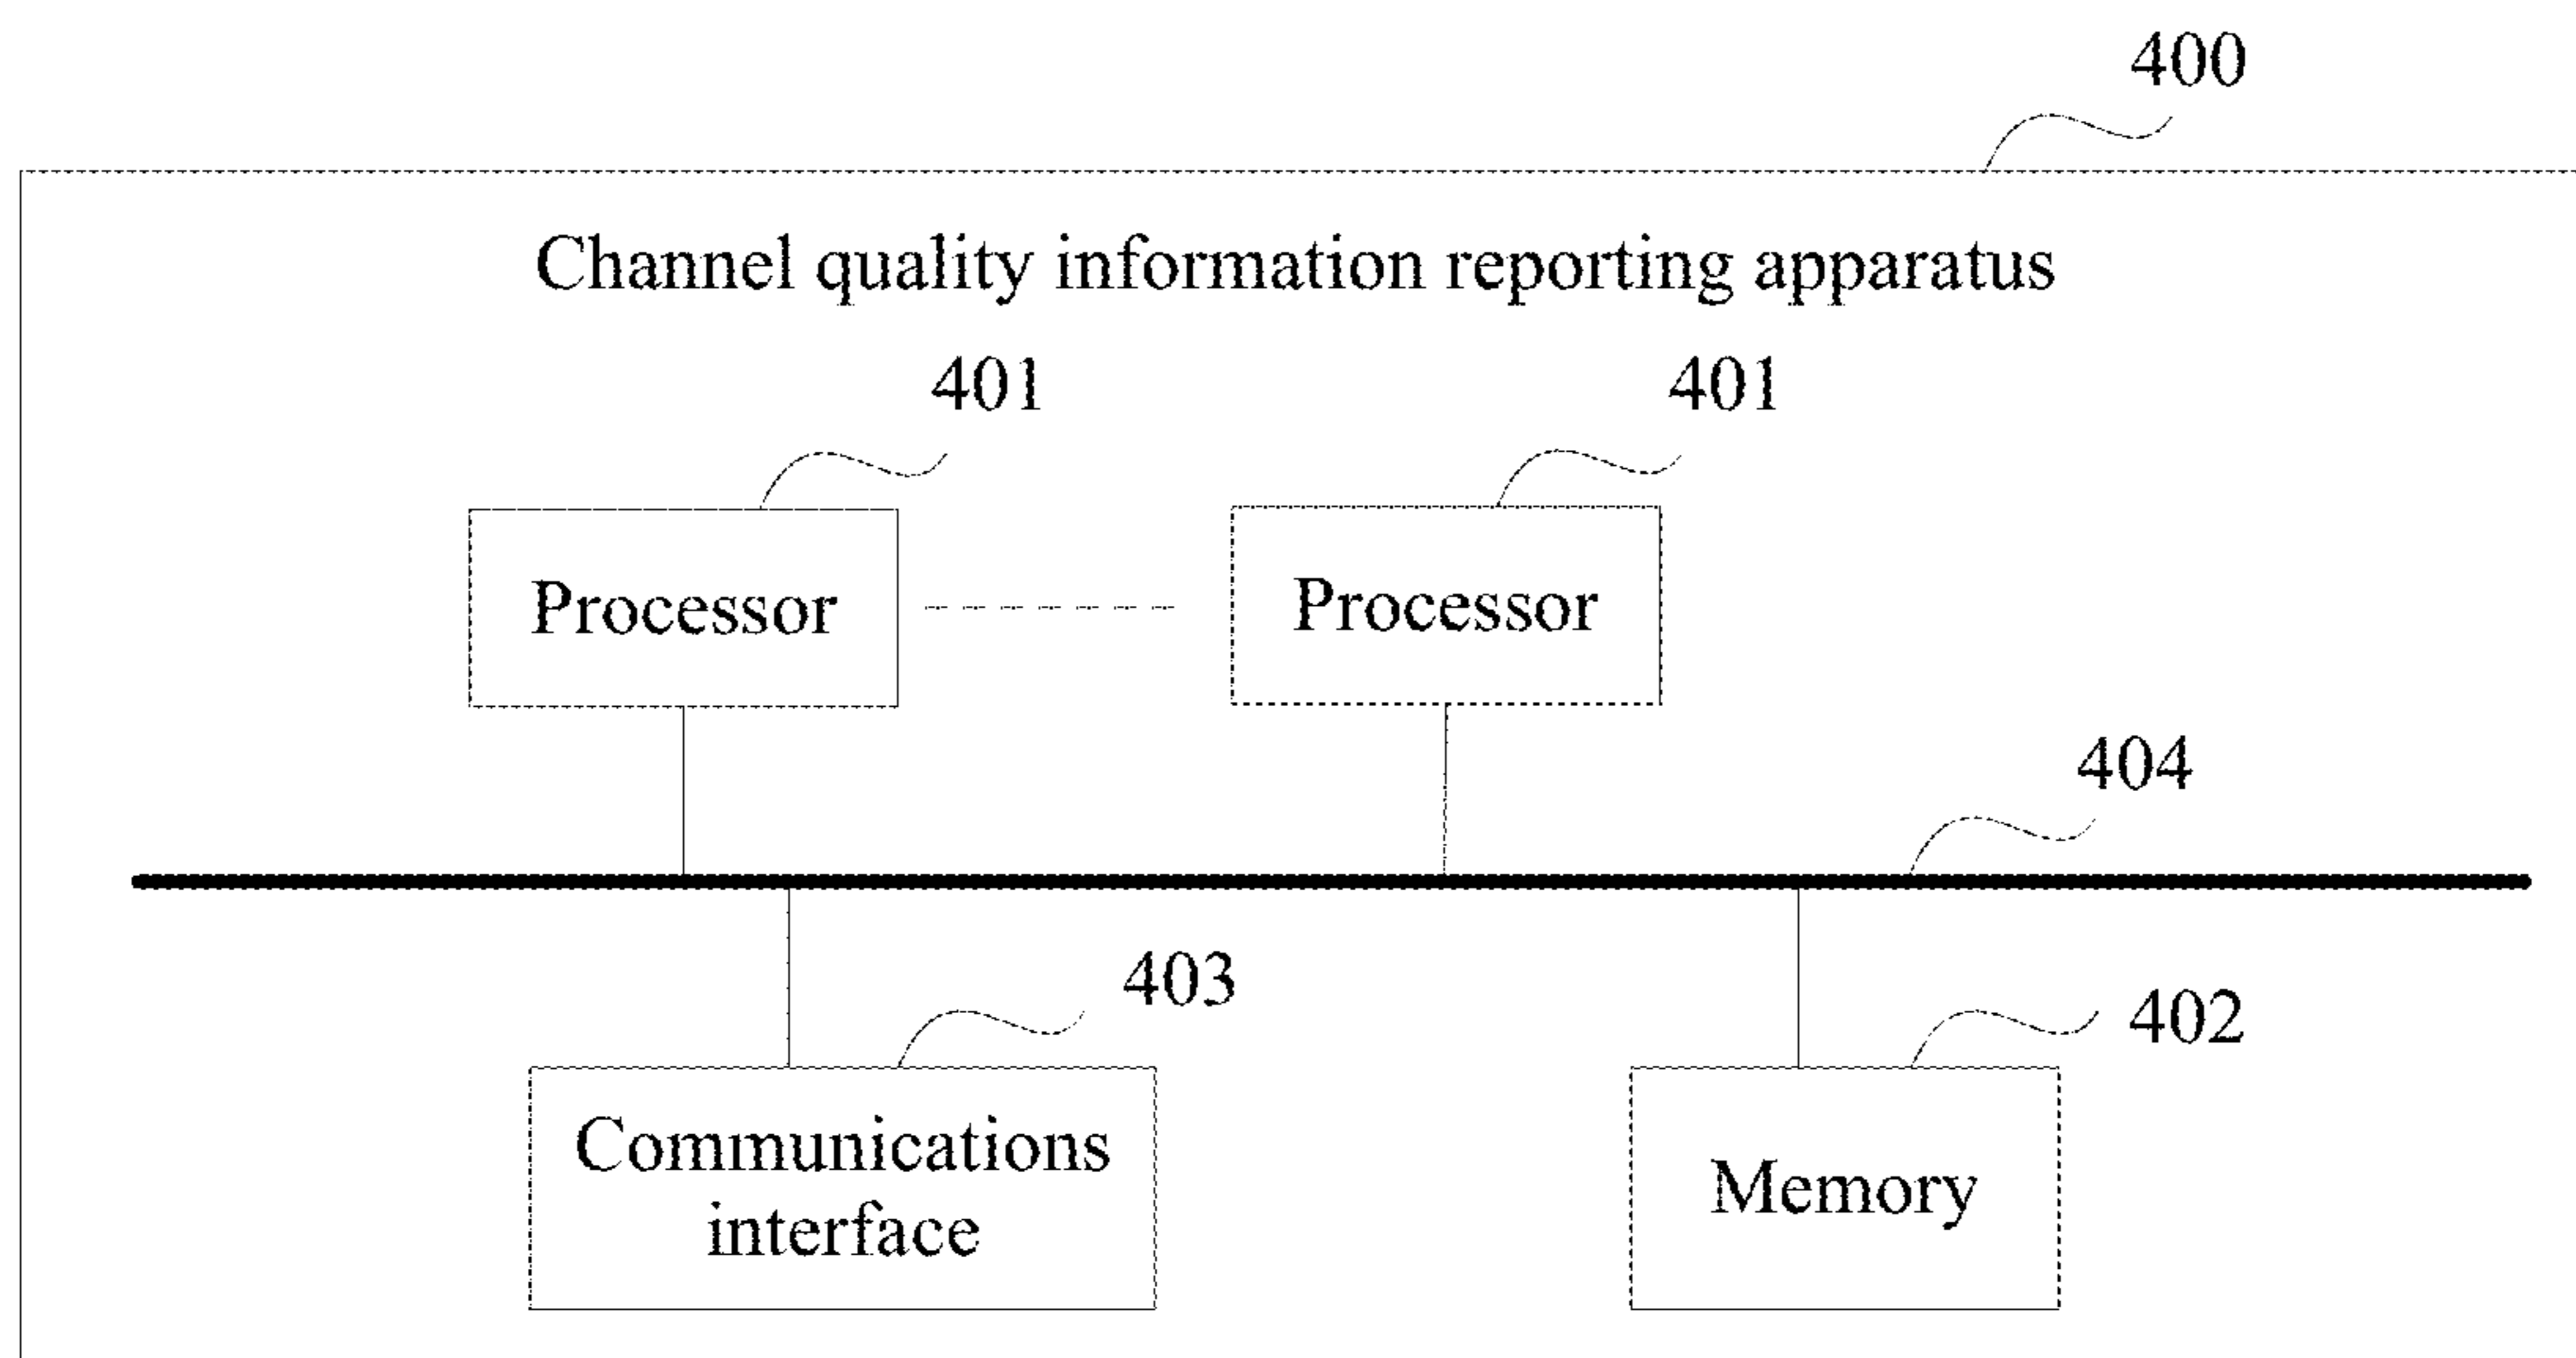 400
Channel quality information reporting apparatus
401
401
Processor
Processor
404
403
402
Communications
interface
Memory